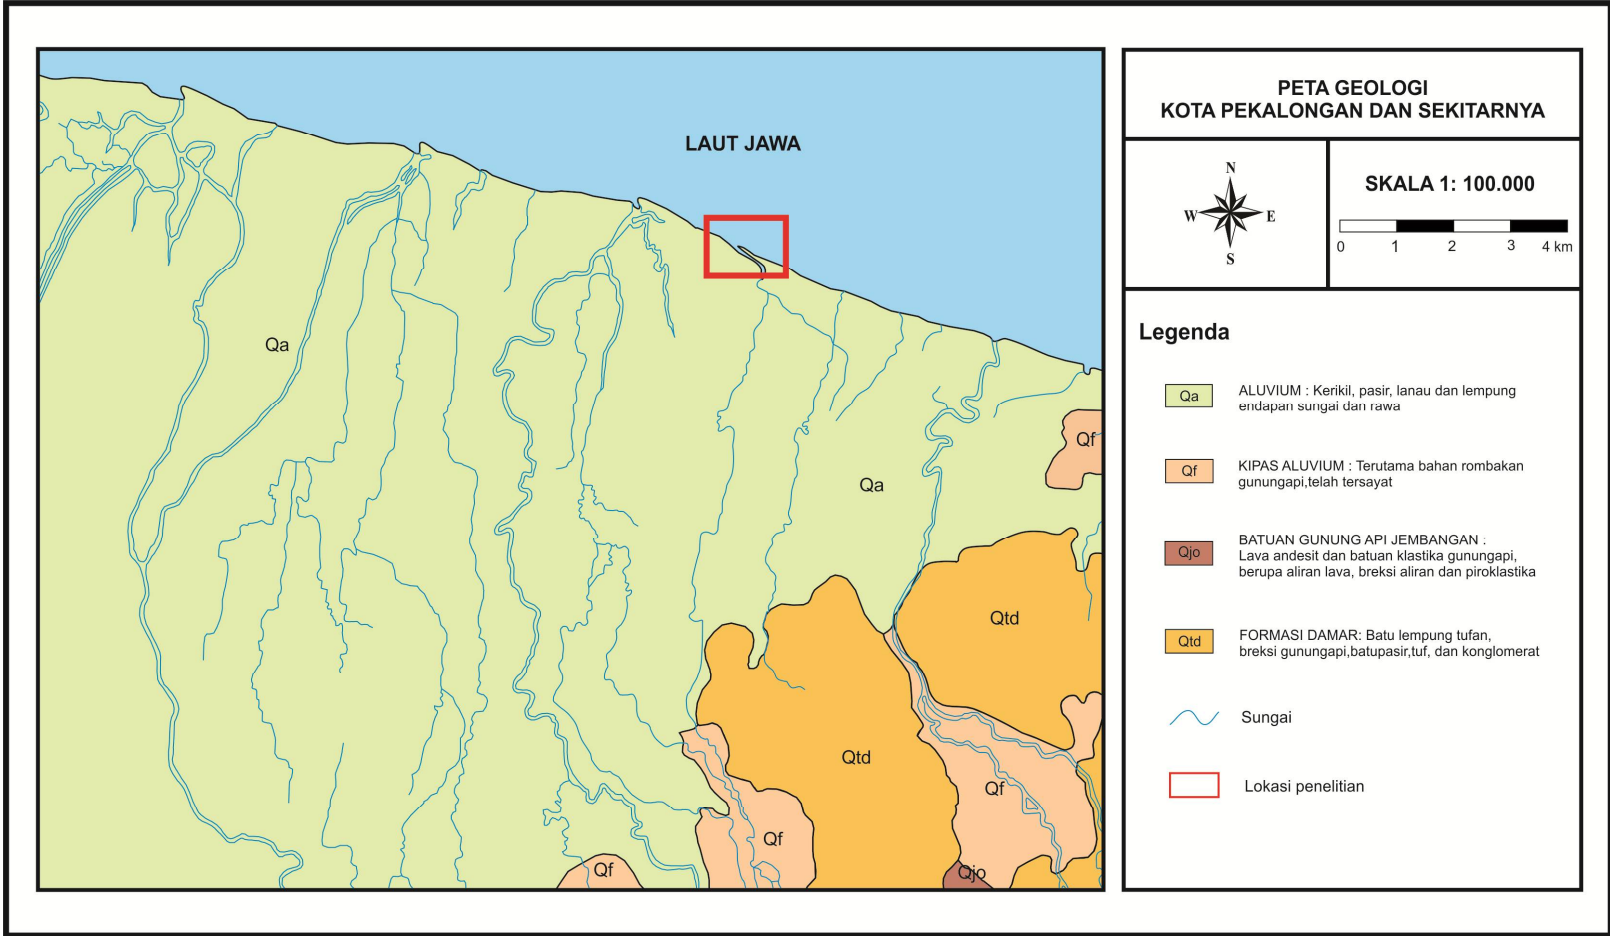 PETA GEOLOGI
KOTA PEKALONGAN DAN SEKITARNYA
N
W E
S
SKALA 1: 100.000
0 1 2 3 4 km
Legenda
Qa
ALUVIUM : Kerikil, pasir, lanau dan lempung
endapan sungai dan rawa
Qf
KIPAS ALUVIUM : Terutama bahan rombakan
gunungapi,telah tersayat
Qjo
BATUAN GUNUNG API JEMBANGAN :
Lava andesit dan batuan klastika gunungapi,
berupa aliran lava, breksi aliran dan piroklastika
Qtd
FORMASI DAMAR: Batu lempung tufan,
breksi gunungapi,batupasir,tuf, dan konglomerat
Sungai
Lokasi penelitian
LAUT JAWA
Qa
Qf
Qa
Qtd
Qtd
Qf
Qf
Qf
Qjo